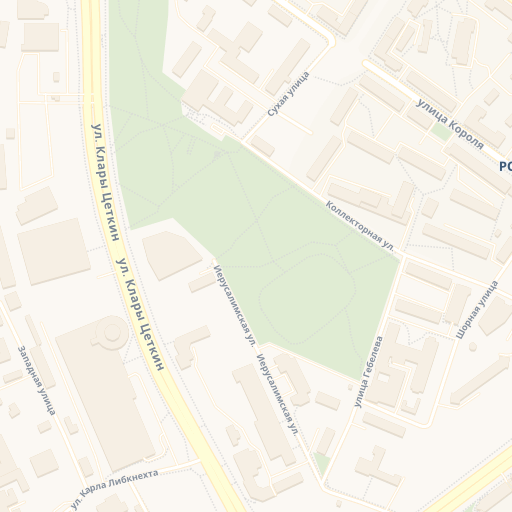 Сухая улица
улица Короля
РО
ул. Клары Цеткин
Коллекторная ул.
ул. Клары Цеткин
Иерусалимская ул.
Шорная улица
Западная улица
улица Гебелева
Иерусалимская ул.
ул. Карла Либкнехта